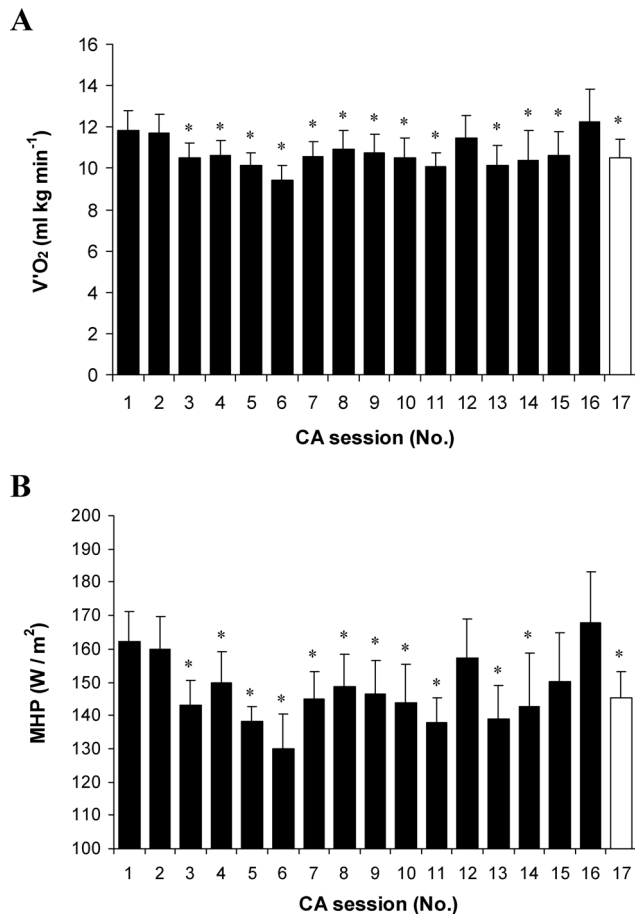 A
16
14
12
10
8
6
4
2
0
V'O₂ (ml kg min⁻¹)
* * * * * * * * * * * * *
1 2 3 4 5 6 7 8 9 10 11 12 13 14 15 16 17
CA session (No.)
B
200
190
180
170
160
150
140
130
120
110
100
MHP (W / m²)
* * * * * * * * * * * *
1 2 3 4 5 6 7 8 9 10 11 12 13 14 15 16 17
CA session (No.)